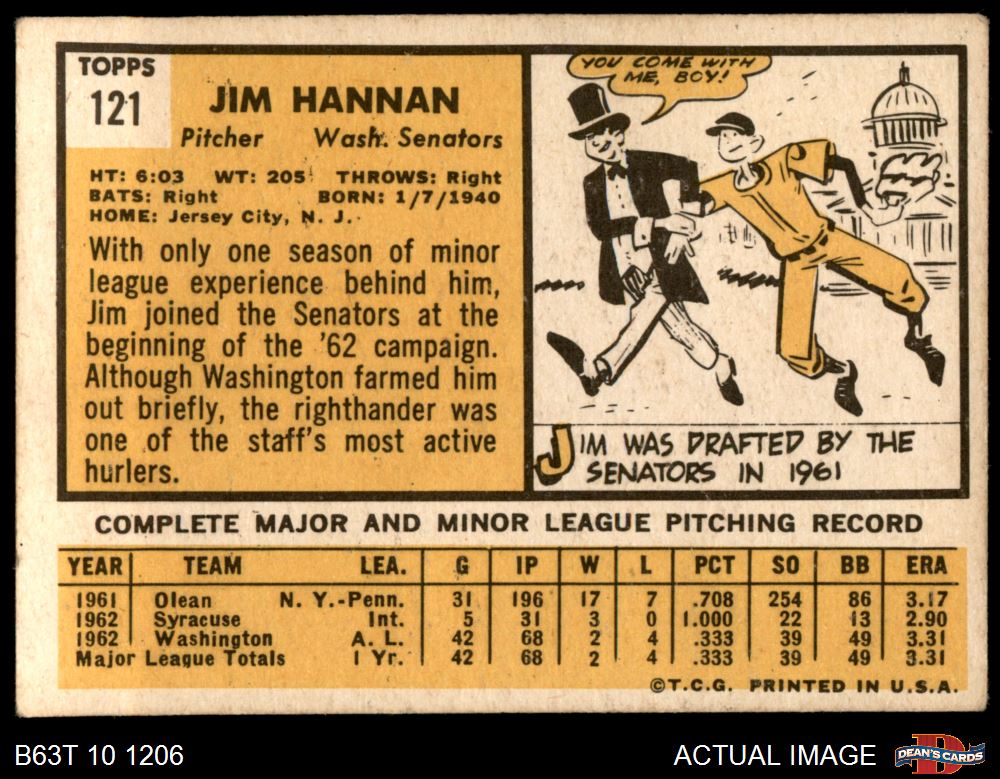 TOPPS
121
JIM HANNAN
Pitcher Wash. Senators
HT: 6:03 WT: 205 THROWS: Right
BATS: Right BORN: 1/7/1940
HOME: Jersey City, N. J.
With only one season of minor
league experience behind him,
Jim joined the Senators at the
beginning of the '62 campaign.
Although Washington farmed him
out briefly, the righthander was
one of the staff's most active
hurlers.
YOU COME WITH
ME, BOY!
JIM WAS DRAFTED BY THE
SENATORS IN 1961
COMPLETE MAJOR AND MINOR LEAGUE PITCHING RECORD
YEAR TEAM LEA. G IP W L PCT SO BB ERA
1961 Olean N. Y.-Penn. 31 196 17 7 .708 254 86 3.17
1962 Syracuse Int. 5 31 3 0 1.000 22 13 2.90
1962 Washington A. L. 42 68 2 4 .333 39 49 3.31
Major League Totals 1 Yr. 42 68 2 4 .333 39 49 3.31
©T.C.G. PRINTED IN U.S.A.
B63T 10 1206 ACTUAL IMAGE
DEAN'S CARDS